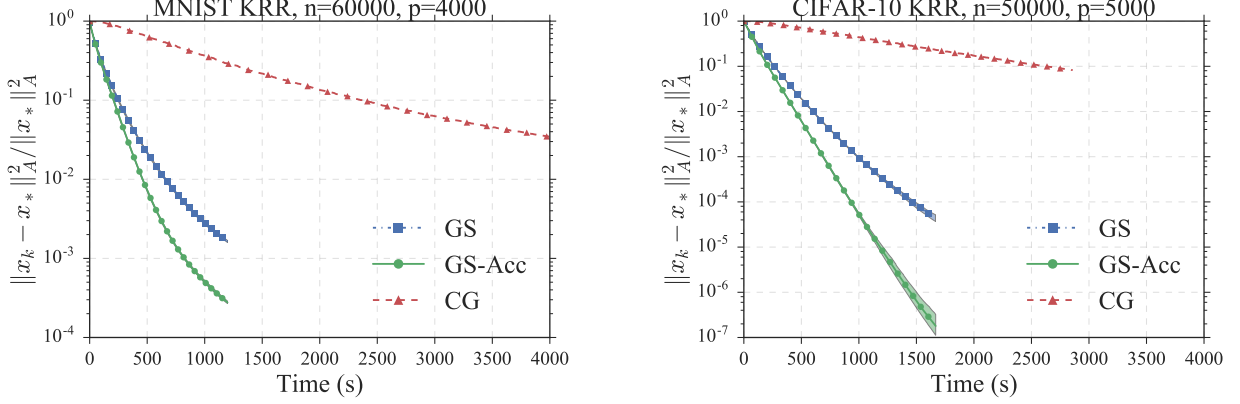 MNIST KRR, n=60000, p=4000
‖x_k − x_*‖²_A/‖x_*‖²_A
10^0
10^-1
10^-2
10^-3
10^-4
GS
GS-Acc
CG
0 500 1000 1500 2000 2500 3000 3500 4000
Time (s)
CIFAR-10 KRR, n=50000, p=5000
‖x_k − x_*‖²_A/‖x_*‖²_A
10^0
10^-1
10^-2
10^-3
10^-4
10^-5
10^-6
10^-7
GS
GS-Acc
CG
0 500 1000 1500 2000 2500 3000 3500 4000
Time (s)